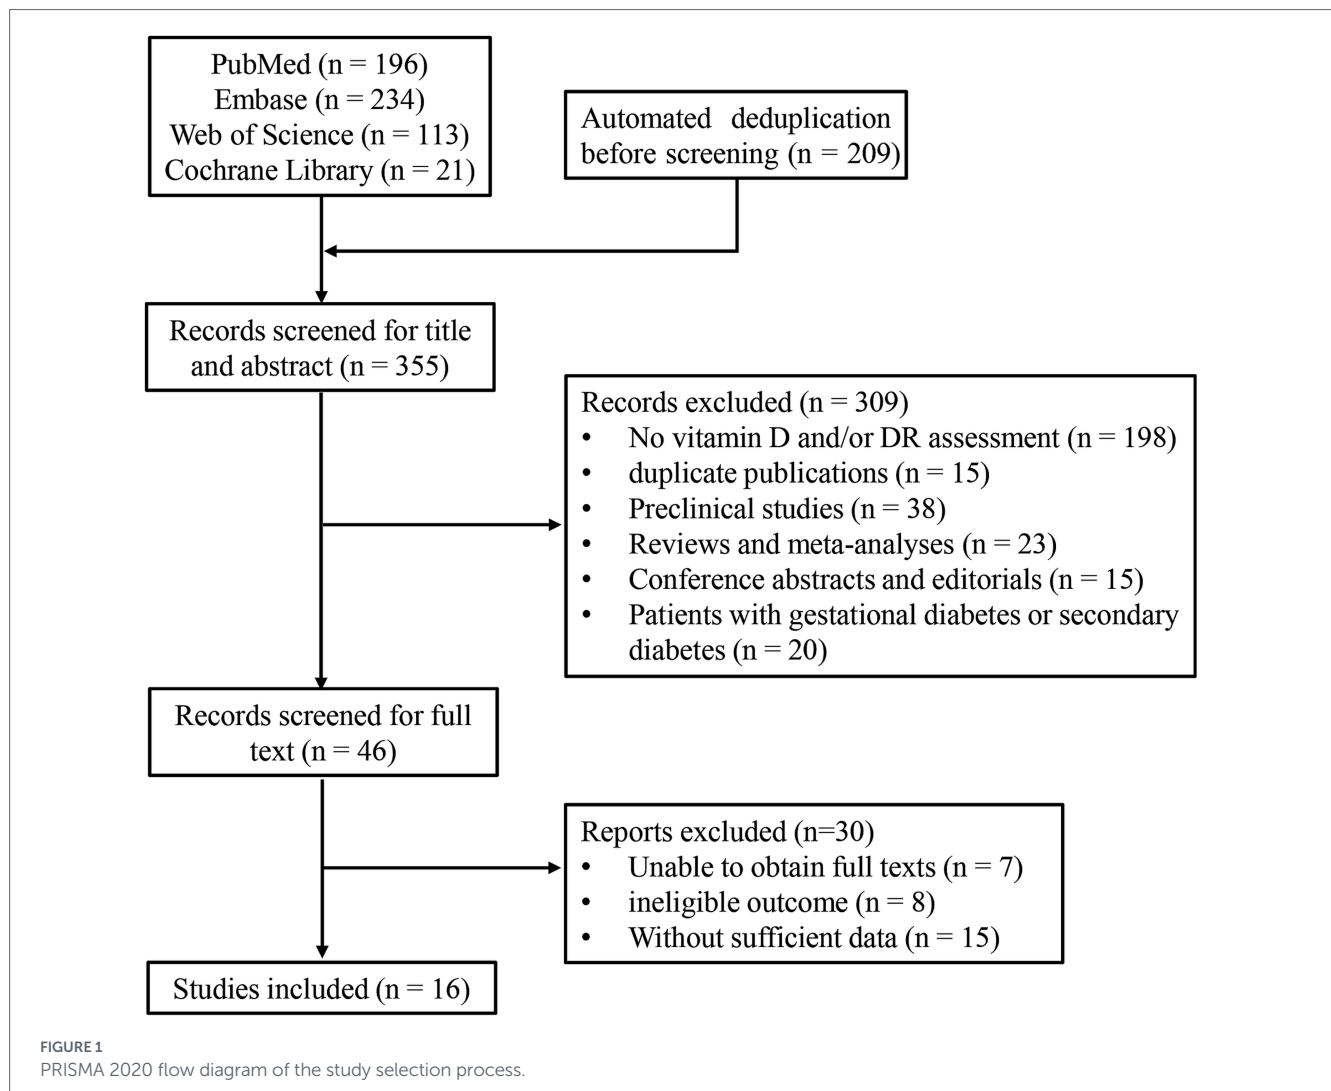 PubMed (n = 196)
Embase (n = 234)
Web of Science (n = 113)
Cochrane Library (n = 21)
Automated deduplication
before screening (n = 209)
Records screened for title
and abstract (n = 355)
Records excluded (n = 309)
• No vitamin D and/or DR assessment (n = 198)
• duplicate publications (n = 15)
• Preclinical studies (n = 38)
• Reviews and meta-analyses (n = 23)
• Conference abstracts and editorials (n = 15)
• Patients with gestational diabetes or secondary
diabetes (n = 20)
Records screened for full
text (n = 46)
Reports excluded (n=30)
• Unable to obtain full texts (n = 7)
• ineligible outcome (n = 8)
• Without sufficient data (n = 15)
Studies included (n = 16)
FIGURE 1
PRISMA 2020 flow diagram of the study selection process.